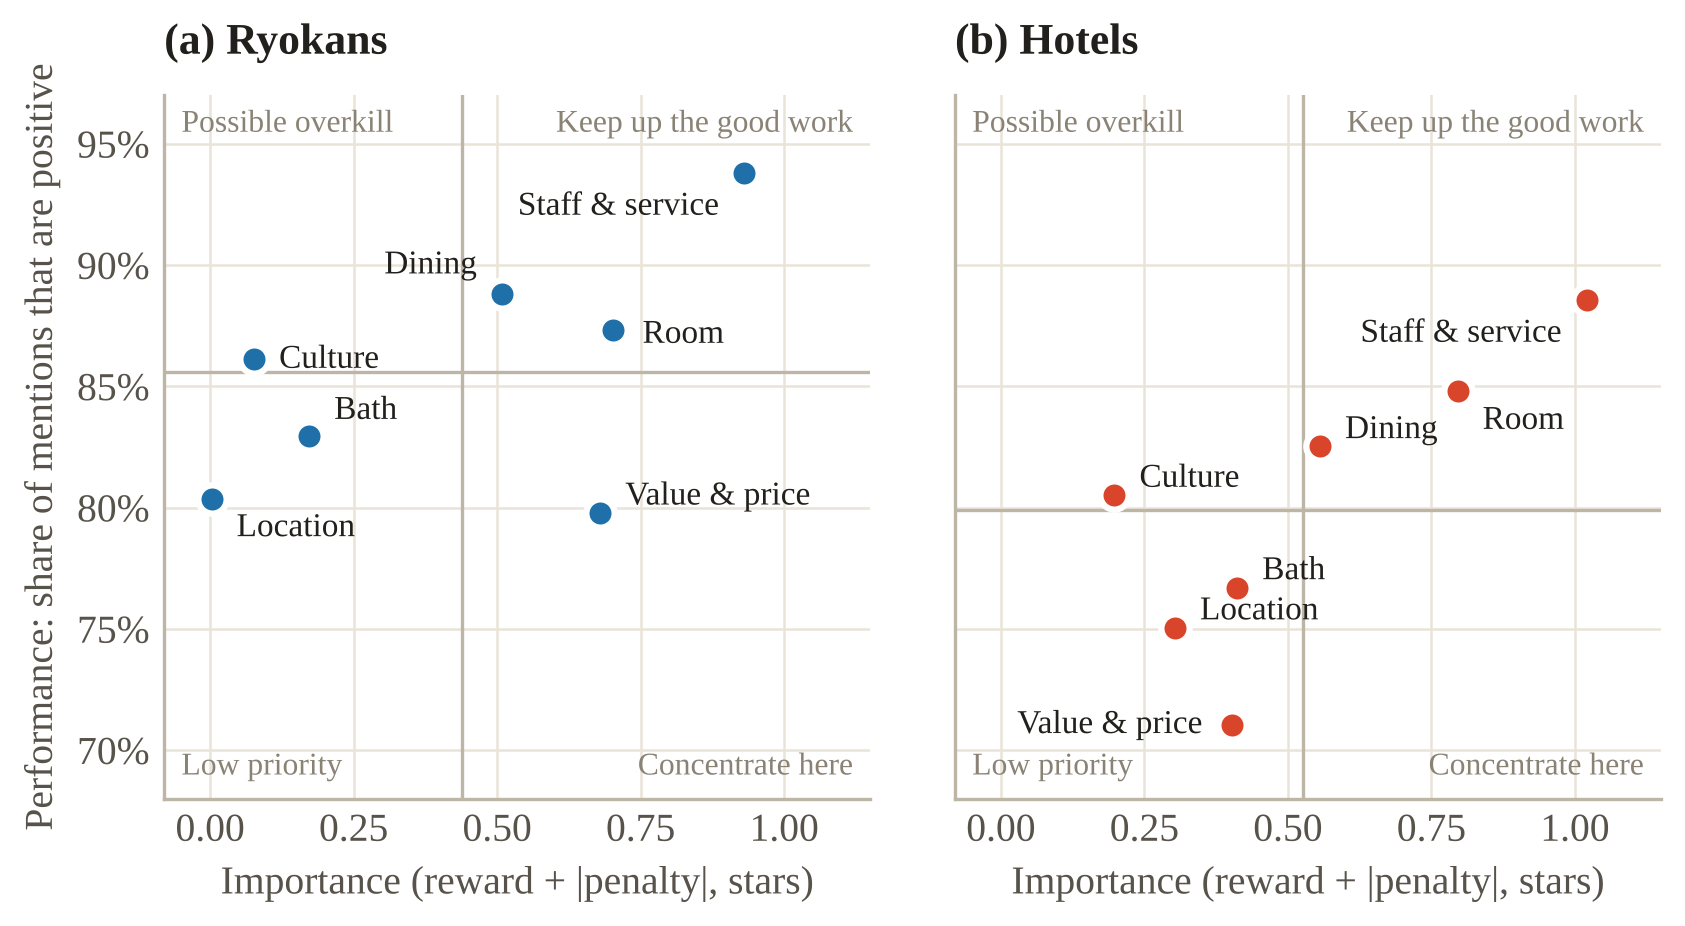 (a) Ryokans
Performance: share of mentions that are positive
95%
90%
85%
80%
75%
70%
Possible overkill
Keep up the good work
Staff & service
Dining
Room
Culture
Bath
Value & price
Location
Low priority
Concentrate here
0.00
0.25
0.50
0.75
1.00
Importance (reward + |penalty|, stars)
(b) Hotels
Possible overkill
Keep up the good work
Staff & service
Room
Dining
Culture
Bath
Location
Value & price
Low priority
Concentrate here
0.00
0.25
0.50
0.75
1.00
Importance (reward + |penalty|, stars)